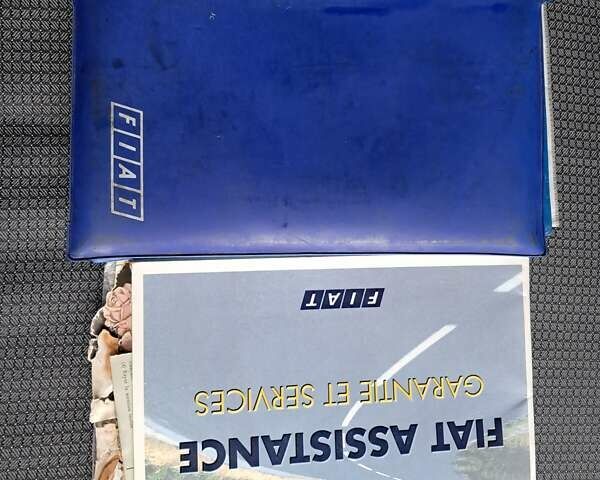 FIAT
FIAT
FIAT ASSISTANCE
GARANTIE ET SERVICES